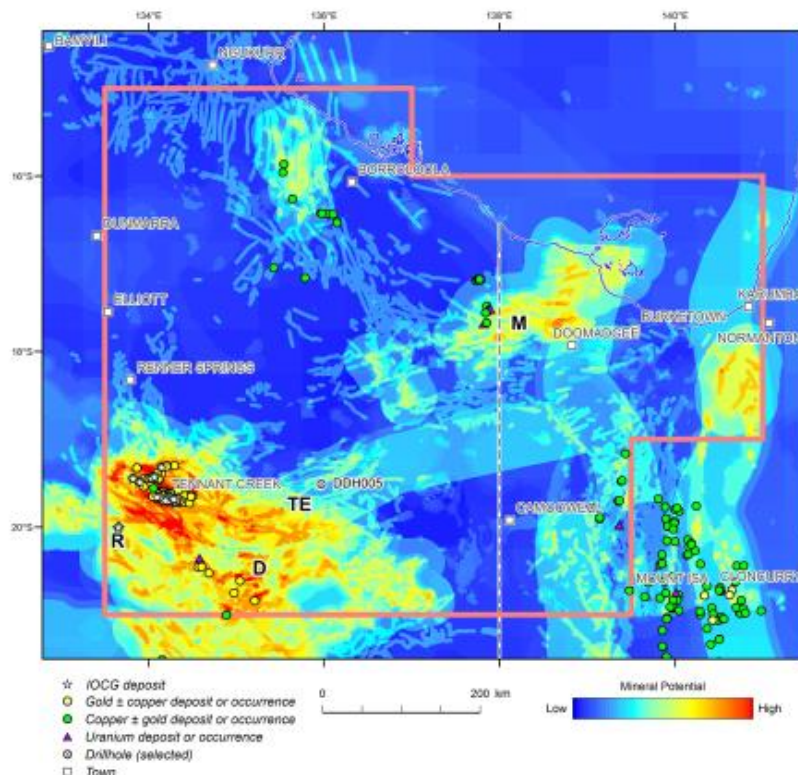 134°E 136°E 138°E 140°E
BAMYILI
NGUKURR
16°S
BORROLOOLA
DUNMARRA
ELLIOTT
KARUMBA
BURKETOWN
M
NORMANTON
DOOMADGEE
18°S
RENNER SPRINGS
TENNANT CREEK
DDH005
TE
CAMOOWEAL
20°S
R
D
MOUNT ISA
CLONCURRY
IOCG deposit
Gold ± copper deposit or occurrence
Copper ± gold deposit or occurrence
Uranium deposit or occurrence
Drillhole (selected)
Town
0 200 km
Mineral Potential
Low High